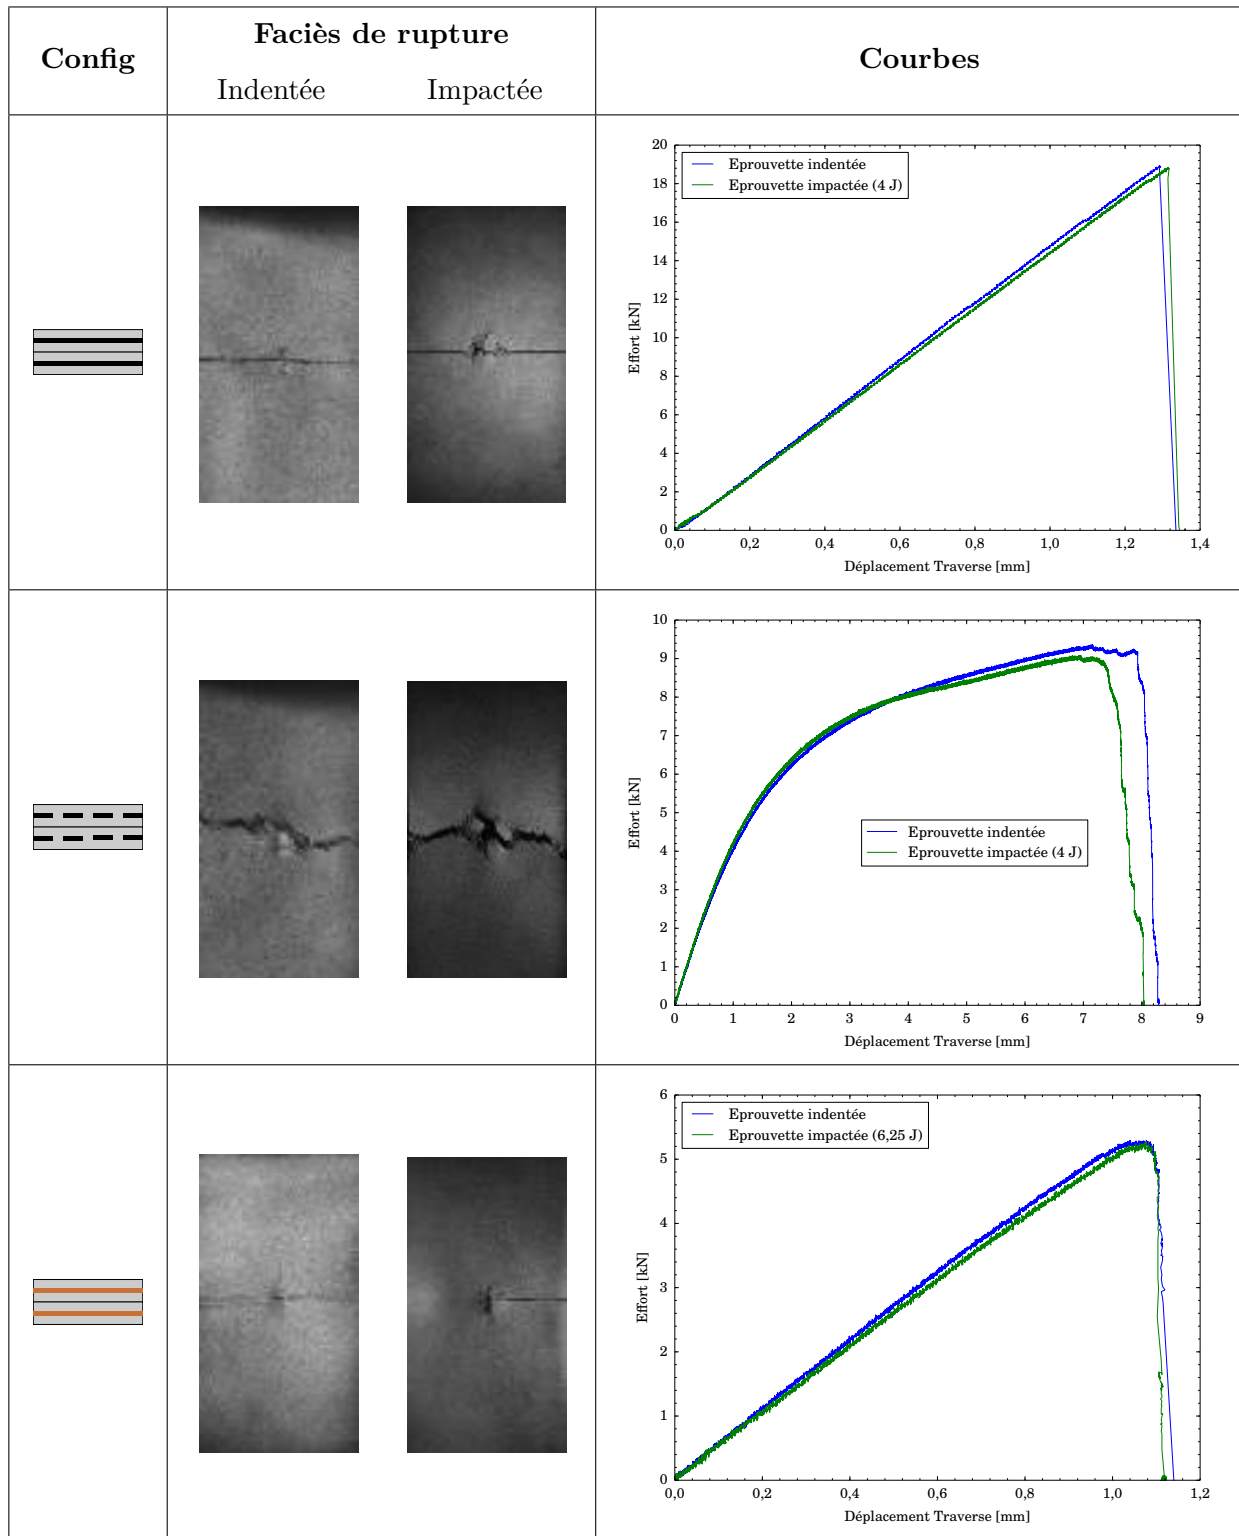 Config
Faciès de rupture
Indentée
Impactée
Courbes
20
18
16
14
12
10
8
6
4
2
0
Effort [kN]
Eprouvette indentée
Eprouvette impactée (4 J)
0,0 0,2 0,4 0,6 0,8 1,0 1,2 1,4
Déplacement Traverse [mm]
10
9
8
7
6
5
4
3
2
1
0
Effort [kN]
Eprouvette indentée
Eprouvette impactée (4 J)
0 1 2 3 4 5 6 7 8 9
Déplacement Traverse [mm]
6
5
4
3
2
1
0
Effort [kN]
Eprouvette indentée
Eprouvette impactée (6,25 J)
0,0 0,2 0,4 0,6 0,8 1,0 1,2
Déplacement Traverse [mm]